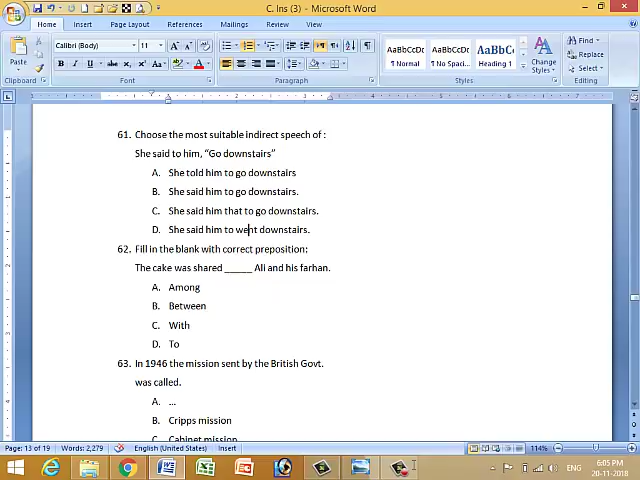 C. Ins (3) - Microsoft Word
Home Insert Page Layout References Mailings Review View
Calibri (Body) 11
Paste
AaBbCcDc AaBbCcDc AaBbCc
¶ Normal ¶ No Spaci... Heading 1
Change Styles
Find
Replace
Select
Clipboard Font Paragraph Styles Editing
61. Choose the most suitable indirect speech of :
She said to him, “Go downstairs”
A. She told him to go downstairs
B. She said him to go downstairs.
C. She said him that to go downstairs.
D. She said him to went downstairs.
62. Fill in the blank with correct preposition:
The cake was shared _____ Ali and his farhan.
A. Among
B. Between
C. With
D. To
63. In 1946 the mission sent by the British Govt.
was called.
A. ...
B. Cripps mission
C. Cabinet mission
Page: 13 of 19 Words: 2,279 English (United States) Insert 114%
ENG 6:05 PM
20-11-2018